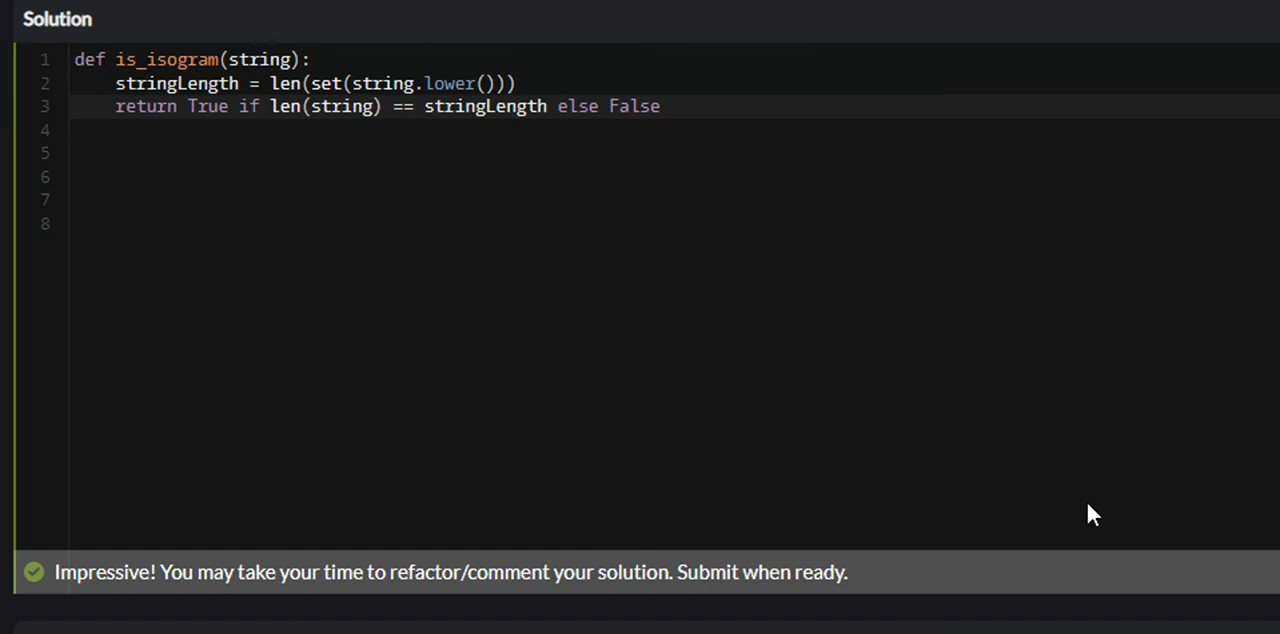 Solution
1 def is_isogram(string):
2 stringLength = len(set(string.lower()))
3 return True if len(string) == stringLength else False
4
5
6
7
8
Impressive! You may take your time to refactor/comment your solution. Submit when ready.